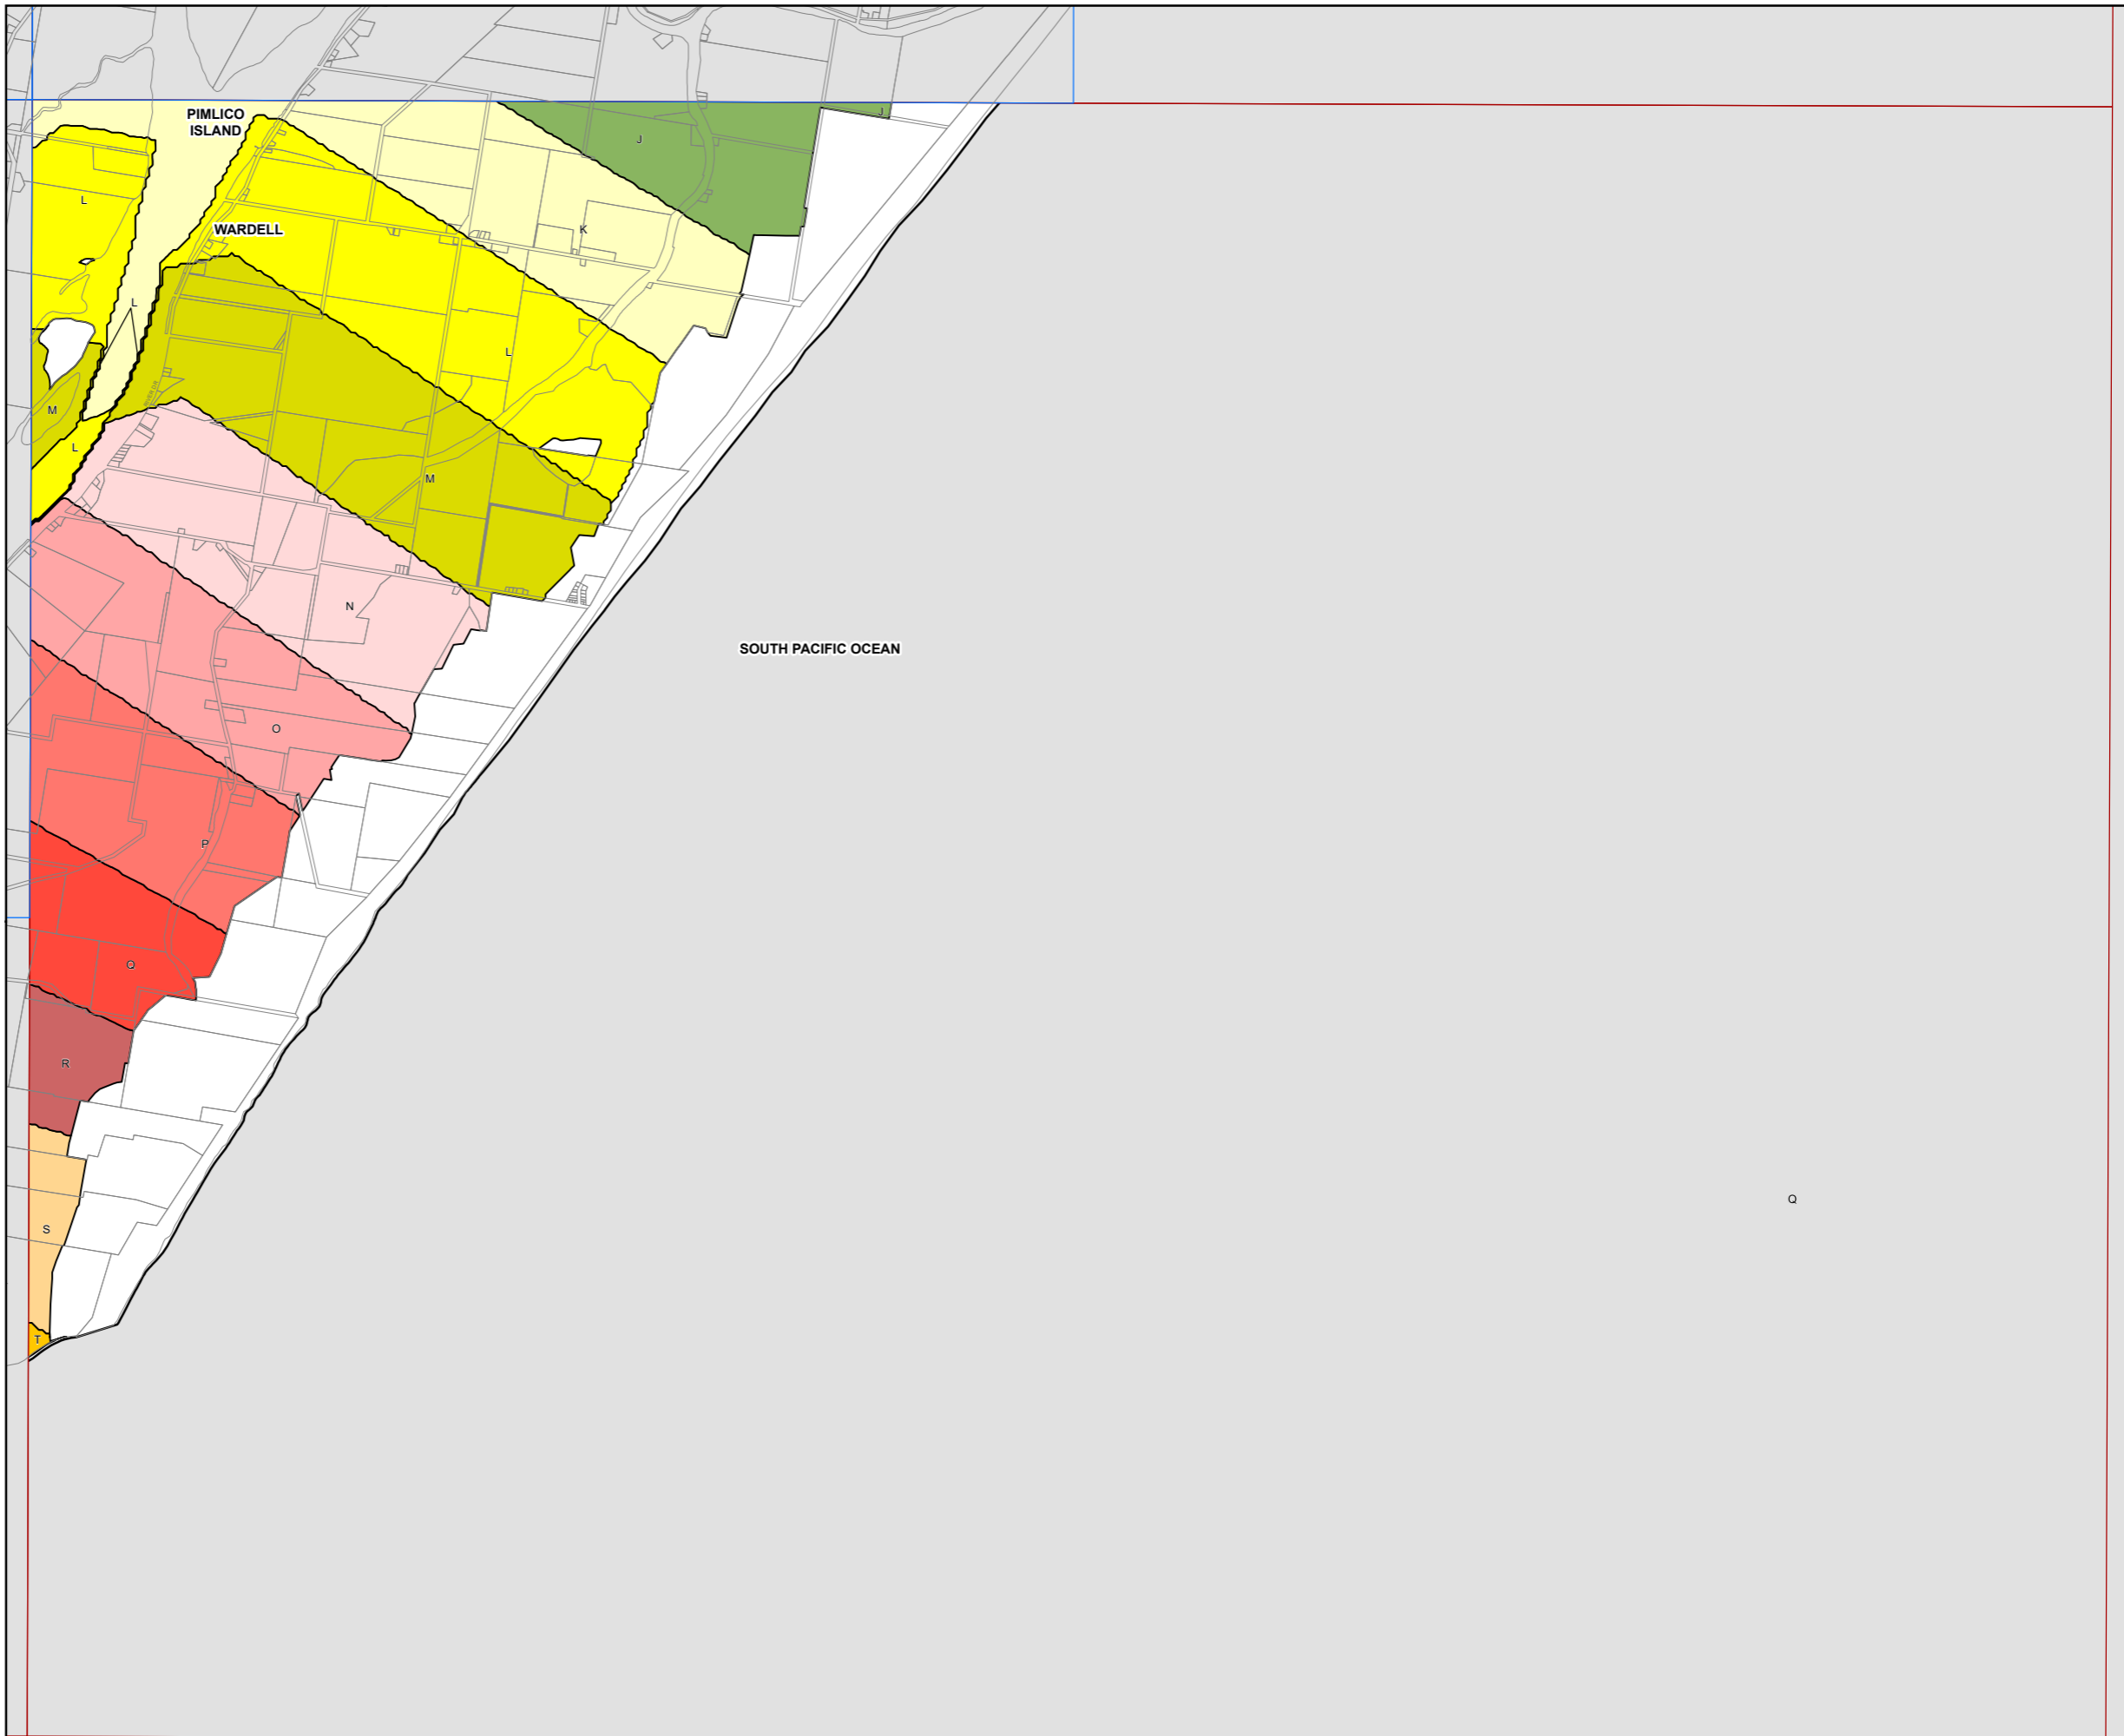 PIMLICO
ISLAND
J
J
L
K
WARDELL
L
L
M
L
M
N
SOUTH PACIFIC OCEAN
O
P
Q
R
Q
S
T